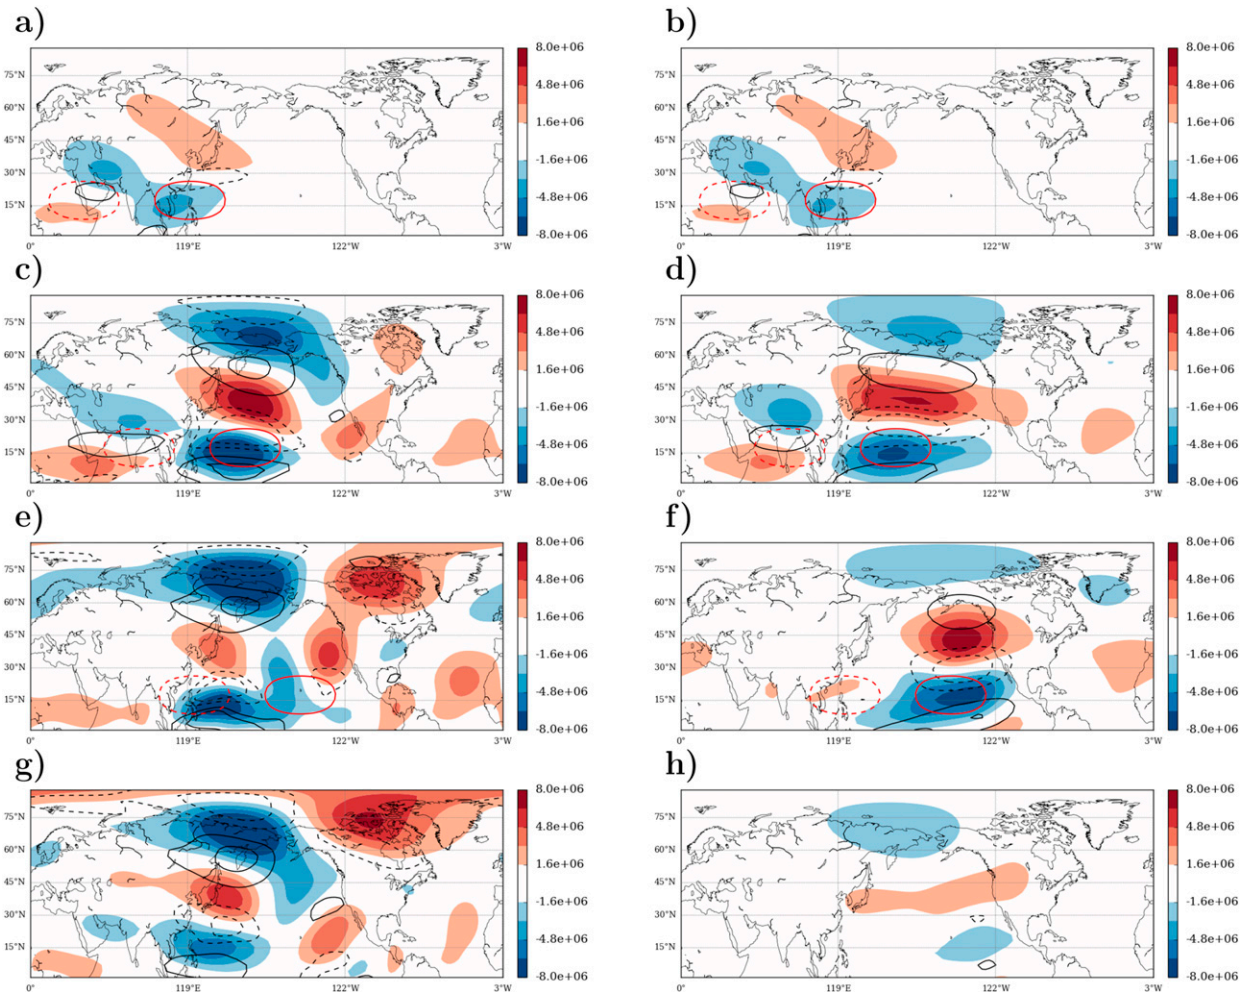 a) b)
8.0e+06 8.0e+06
75°N 75°N
4.8e+06 4.8e+06
60°N 60°N
1.6e+06 1.6e+06
45°N 45°N
-1.6e+06 -1.6e+06
30°N 30°N
-4.8e+06 -4.8e+06
15°N 15°N
-8.0e+06 -8.0e+06
0° 119°E 122°W 3°W 0° 119°E 122°W 3°W
c) d)
8.0e+06 8.0e+06
75°N 75°N
4.8e+06 4.8e+06
60°N 60°N
1.6e+06 1.6e+06
45°N 45°N
-1.6e+06 -1.6e+06
30°N 30°N
-4.8e+06 -4.8e+06
15°N 15°N
-8.0e+06 -8.0e+06
0° 119°E 122°W 3°W 0° 119°E 122°W 3°W
e) f)
8.0e+06 8.0e+06
75°N 75°N
4.8e+06 4.8e+06
60°N 60°N
1.6e+06 1.6e+06
45°N 45°N
-1.6e+06 -1.6e+06
30°N 30°N
-4.8e+06 -4.8e+06
15°N 15°N
-8.0e+06 -8.0e+06
0° 119°E 122°W 3°W 0° 119°E 122°W 3°W
g) h)
8.0e+06 8.0e+06
75°N 75°N
4.8e+06 4.8e+06
60°N 60°N
1.6e+06 1.6e+06
45°N 45°N
-1.6e+06 -1.6e+06
30°N 30°N
-4.8e+06 -4.8e+06
15°N 15°N
-8.0e+06 -8.0e+06
0° 119°E 122°W 3°W 0° 119°E 122°W 3°W